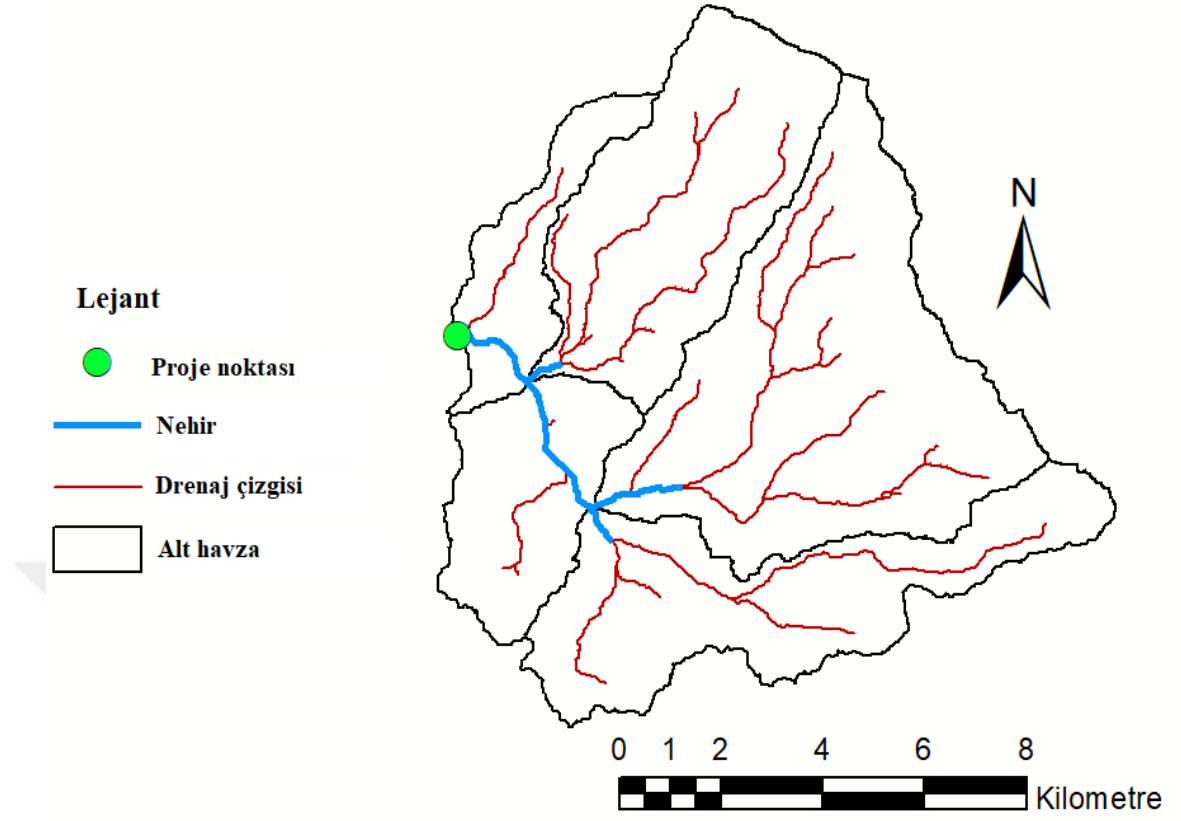 N
Lejant
Proje noktası
Nehir
Drenaj çizgisi
Alt havza
0 1 2 4 6 8
Kilometre